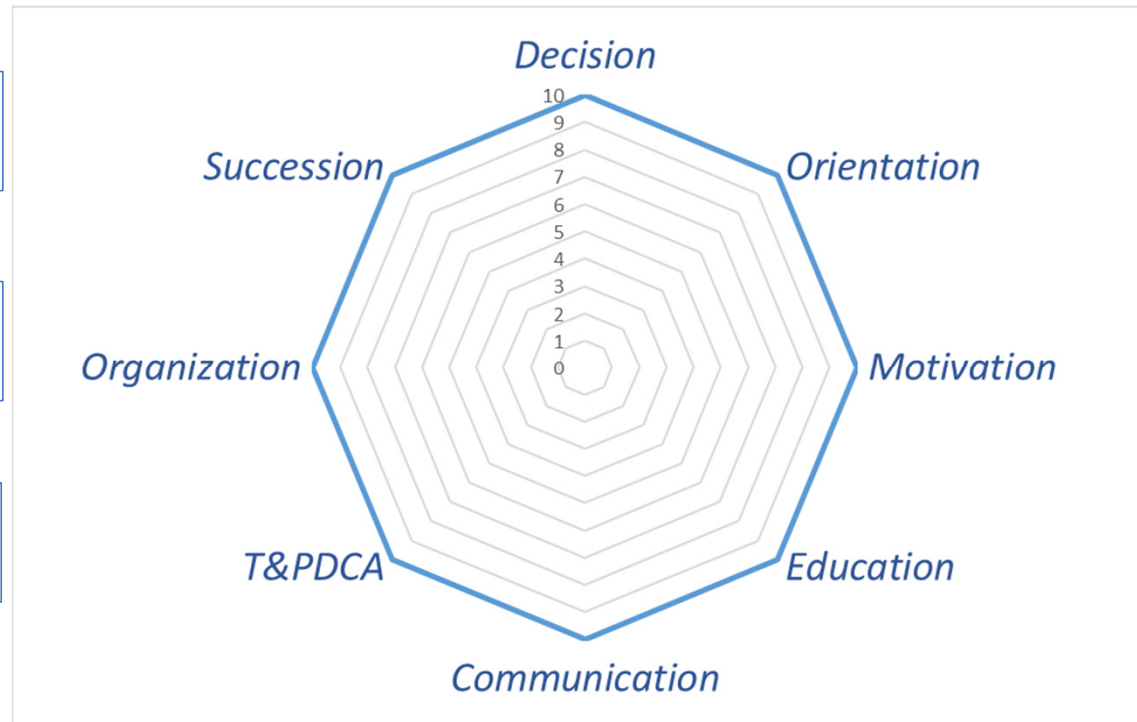 Decision
10
9
8
7
6
5
4
3
2
1
0
Succession
Orientation
Organization
Motivation
T&PDCA
Education
Communication